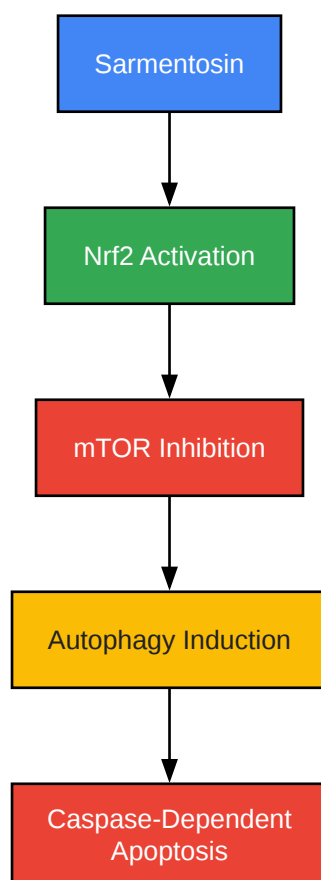 Sarmentosin
Nrf2 Activation
mTOR Inhibition
Autophagy Induction
Caspase-Dependent
Apoptosis